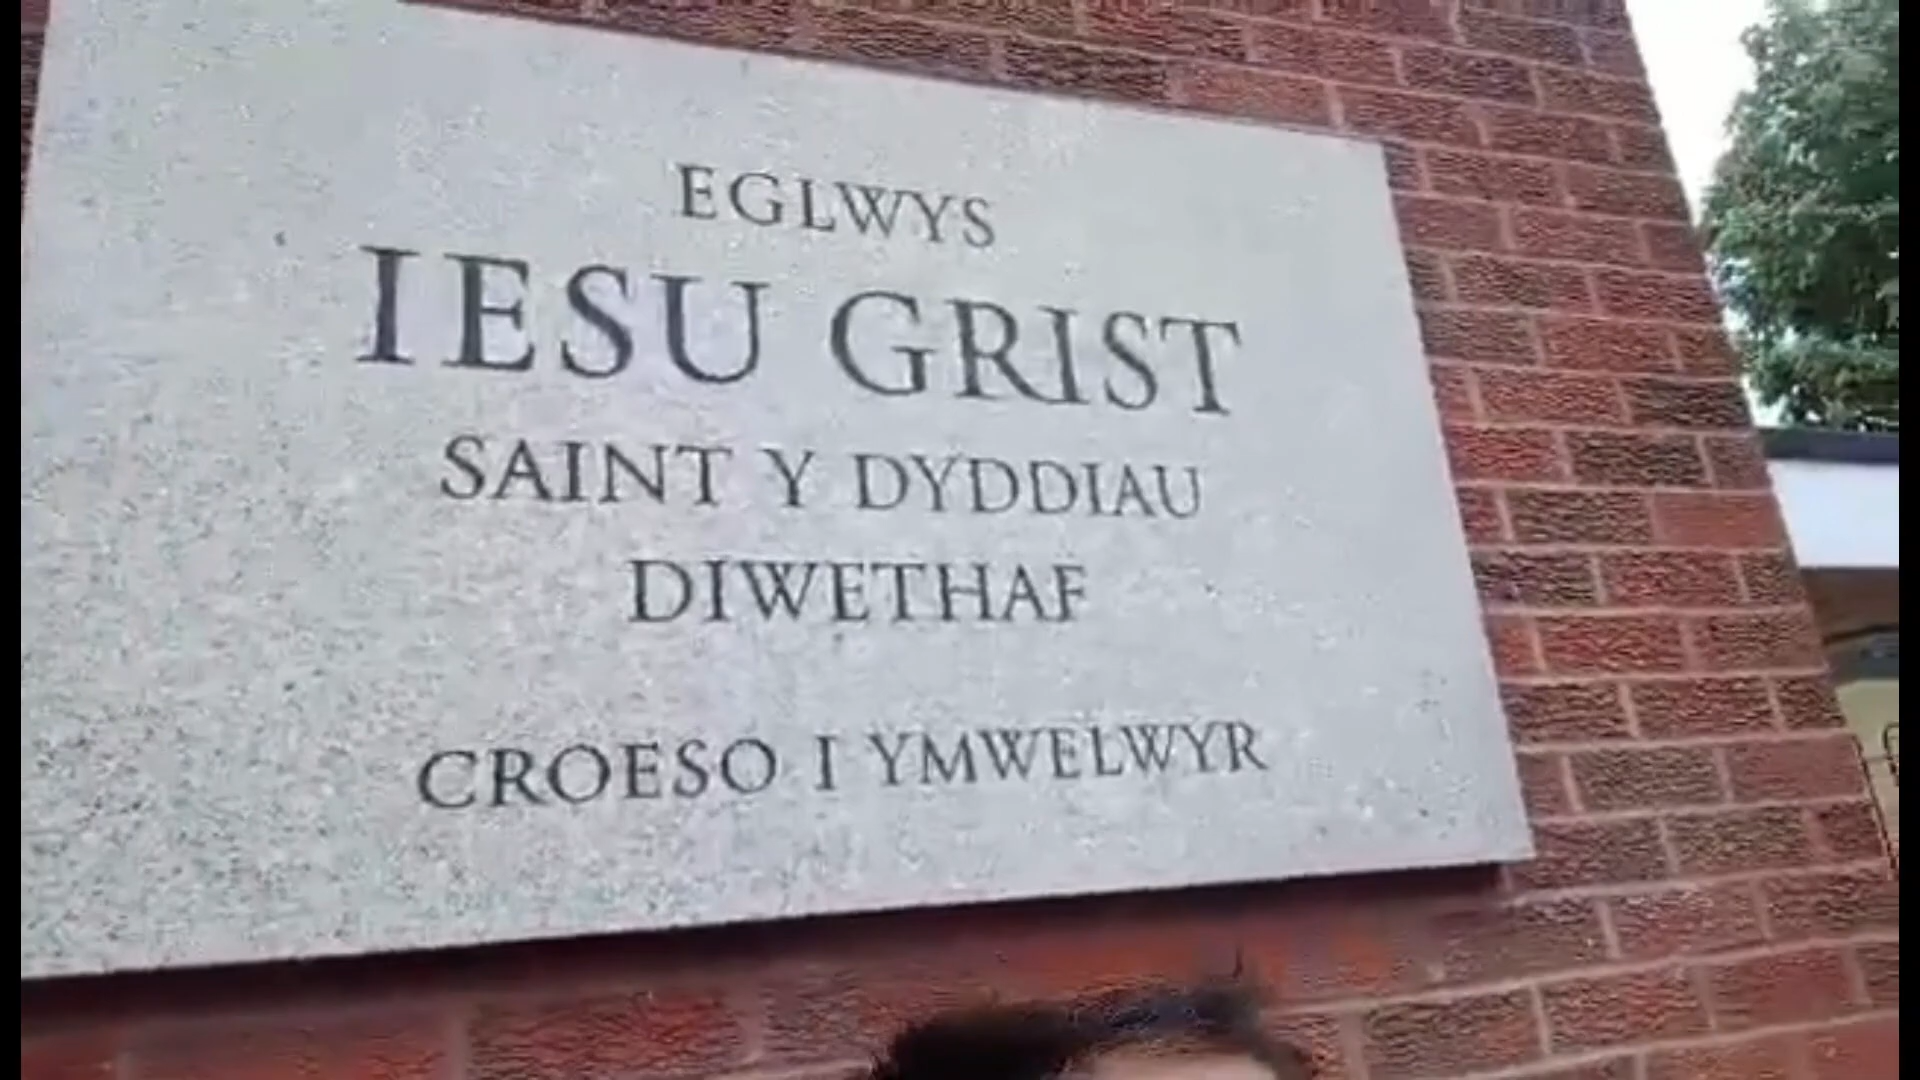 EGLWYS
IESU GRIST
SAINT Y DYDDIAU
DIWETHAF
CROESO I YMWELWYR